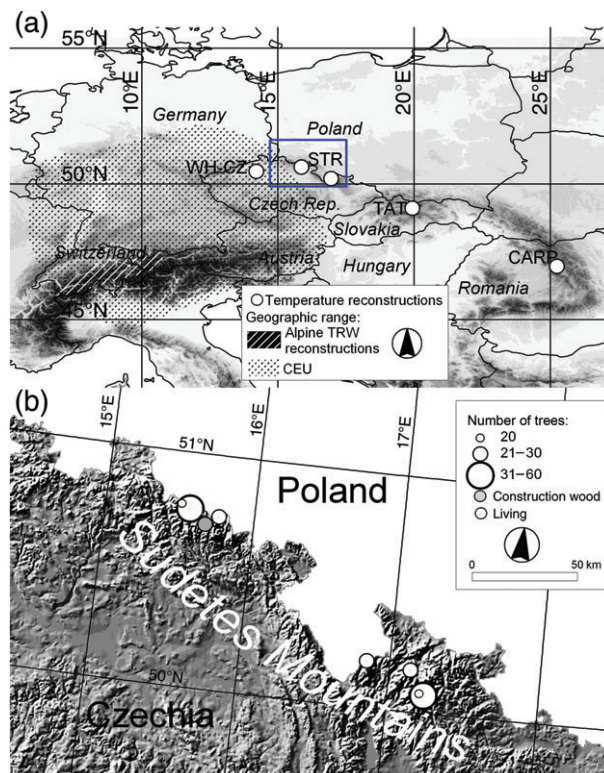 (a)
55°N
10°E
15°E
20°E
25°E
Germany
Poland
50°N
WH-CZ
STR
Czech Rep.
TAT
Slovakia
Switzerland
Austria
Hungary
CARP
Romania
45°N
Temperature reconstructions
Geographic range:
Alpine TRW
reconstructions
CEU
(b)
15°E
16°E
17°E
51°N
Poland
Number of trees:
20
21–30
31–60
Construction wood
Living
0 50 km
Sudetes Mountains
50°N
Czechia